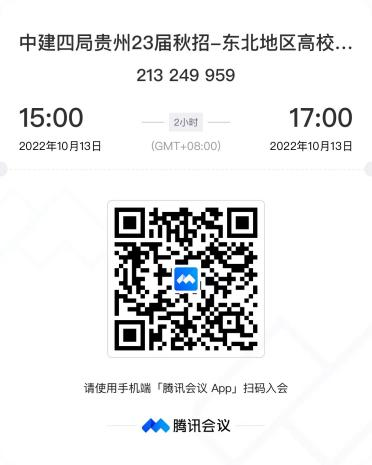 中建四局贵州23届秋招-东北地区高校...
213 249 959
15:00 2小时 17:00
2022年10月13日 (GMT+08:00) 2022年10月13日
请使用手机端「腾讯会议 App」扫码入会
腾讯会议